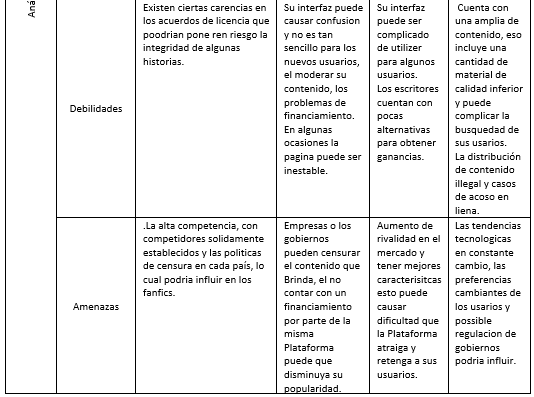 Aná
Debilidades
Existen ciertas carencias en
los acuerdos de licencia que
poodrian pone ren riesgo la
integridad de algunas
historias.
Su interfaz puede
causar confusion
y no es tan
sencillo para los
nuevos usuarios,
el moderar su
contenido, los
problemas de
financiamiento.
En algunas
ocasiones la
pagina puede ser
inestable.
Su interfaz
puede ser
complicado
de utilizer
para algunos
usuarios.
Los escritores
cuentan con
pocas
alternativas
para obtener
ganancias.
Cuenta con
una amplia de
contenido, eso
incluye una
cantidad de
material de
calidad inferior
y puede
complicar la
busquedad de
sus usarios.
La distribución
de contenido
illegal y casos
de acoso en
liena.
Amenazas
.La alta competencia, con
competidores solidamente
establecidos y las politicas
de censura en cada país, lo
cual podria influir en los
fanfics.
Empresas o los
gobiernos
pueden censurar
el contenido que
Brinda, el no
contar con un
financiamiento
por parte de la
misma
Plataforma
puede que
disminuya su
popularidad.
Aumento de
rivalidad en el
mercado y
tener mejores
caracterisitcas
esto puede
causar
dificultad que
la Plataforma
atraiga y
retenga a sus
usuarios.
Las tendencias
tecnologicas
en constante
cambio, las
preferencias
cambiantes de
los usarios y
possible
regulacion de
gobiernos
podria influir.